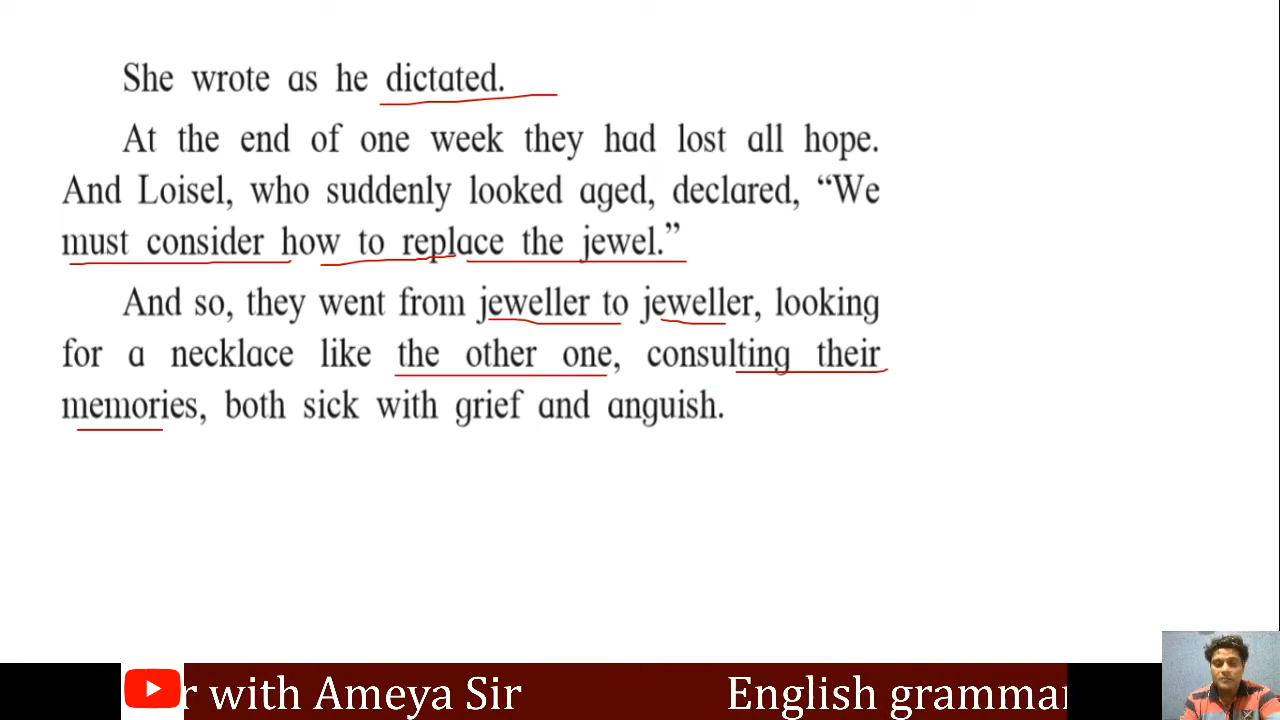 She wrote as he dictated.
At the end of one week they had lost all hope.
And Loisel, who suddenly looked aged, declared, “We
must consider how to replace the jewel.”
And so, they went from jeweller to jeweller, looking
for a necklace like the other one, consulting their
memories, both sick with grief and anguish.
r with Ameya Sir English grammar